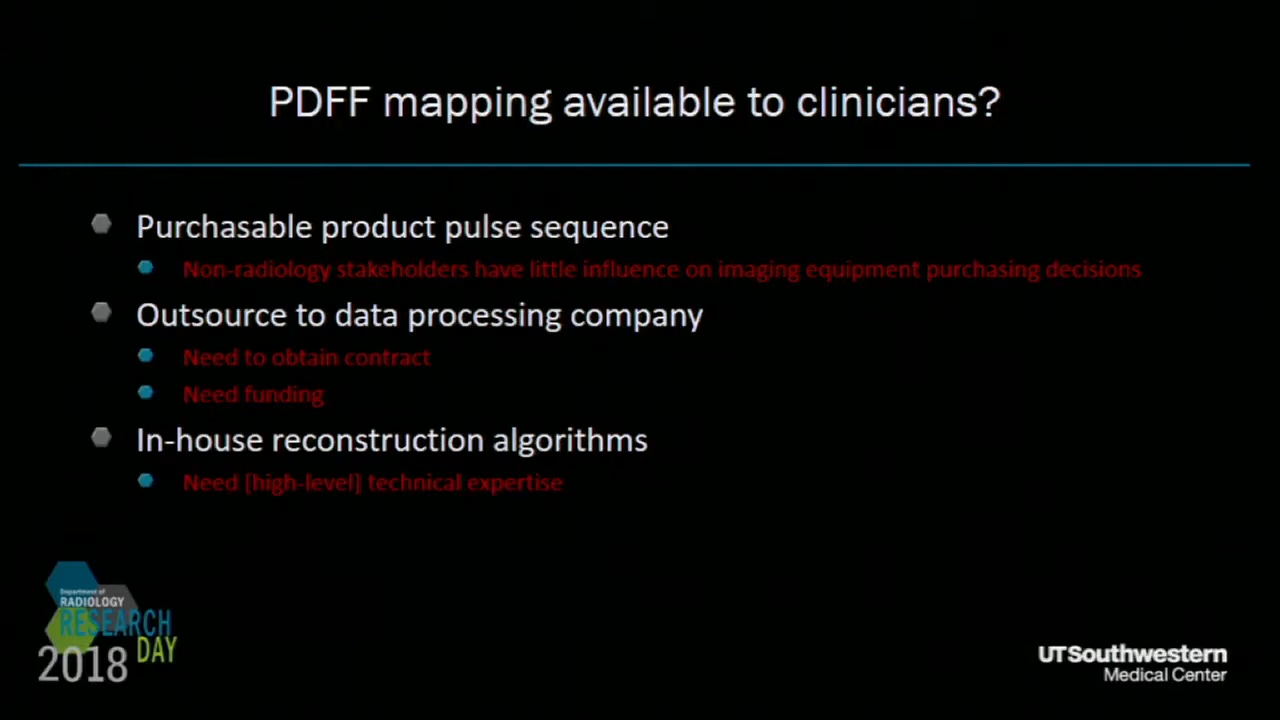 PDFF mapping available to clinicians?
Purchasable product pulse sequence
Non-radiology stakeholders have little influence on imaging equipment purchasing decisions
Outsource to data processing company
Need to obtain contract
Need funding
In-house reconstruction algorithms
Need [high-level] technical expertise
Department of
RADIOLOGY
RESEARCH
DAY
2018
UTSouthwestern
Medical Center